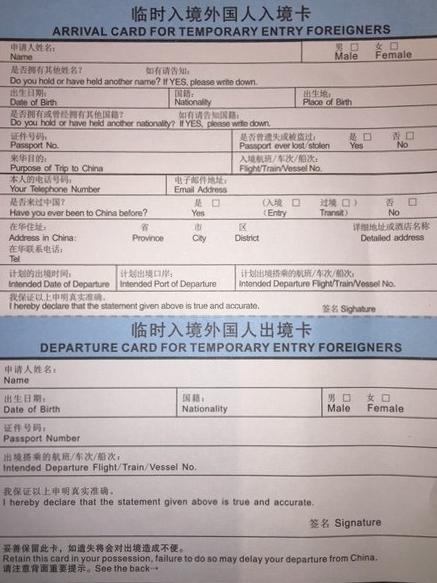 临时入境外国人入境卡
ARRIVAL CARD FOR TEMPORARY ENTRY FOREIGNERS
申请人姓名: 男 □ 女 □
Name Male Female
是否拥有其他姓名? 如有请告知:
Do you hold or have held another name? If YES, please write down.
出生日期: 国籍: 出生地:
Date of Birth Nationality Place of Birth
是否拥有或曾经拥有其他国籍? 如有请告知国籍:
Do you hold or have held another nationality? If YES, please write down.
证件号码: 是否曾遗失或被盗过: 是 □ 否 □
Passport No. Passport ever lost/stolen Yes No
来华目的: 入境航班/车次/船次:
Purpose of Trip to China Flight/Train/Vessel No.
本人的电话号码: 电子邮件地址:
Your Telephone Number Email Address
是否来过中国? 是 □ (入境 □ 过境 □ ) 否 □
Have you ever been to China before? Yes (Entry Transit) No
在华住址: 省 市 区 详细地址或酒店名称
Address in China: Province City District Detailed address
在华联系电话:
Tel
计划的出境时间: 计划出境口岸: 计划出境搭乘的航班/车次/船次:
Intended Date of Departure Intended Port of Departure Intended Departure Flight/Train/Vessel No.
我保证以上申明真实准确。
I hereby declare that the statement given above is true and accurate. 签名 Signature
临时入境外国人出境卡
DEPARTURE CARD FOR TEMPORARY ENTRY FOREIGNERS
申请人姓名:
Name
出生日期: 国籍: 男 □ 女 □
Date of Birth Nationality Male Female
证件号码:
Passport Number
出境搭乘的航班/车次/船次:
Intended Departure Flight/Train/Vessel No.
我保证以上申明真实准确。
I hereby declare that the statement given above is true and accurate.
签名 Signature
妥善保留此卡,如遗失将会对出境造成不便。
Retain this card in your possession, failure to do so may delay your departure from China.
请注意背面重要提示。See the back→